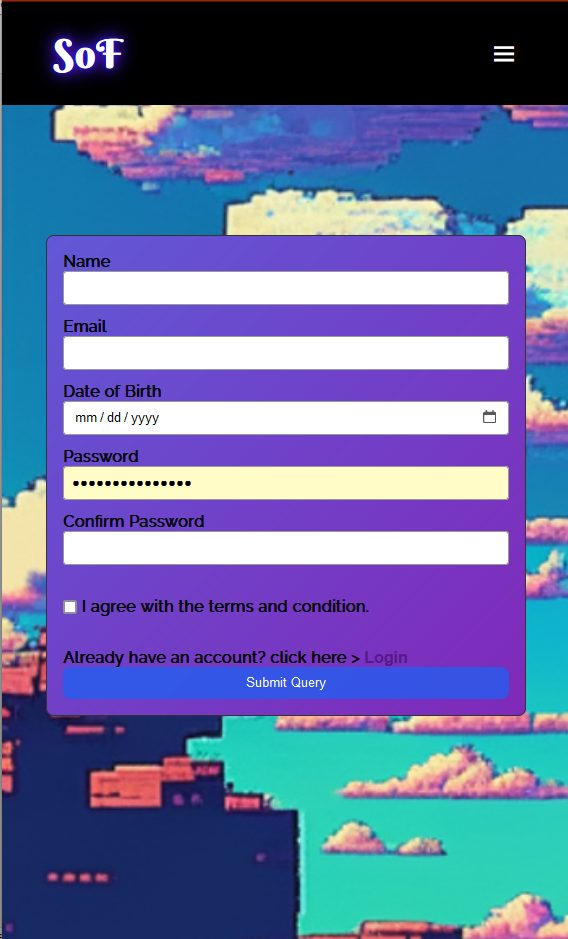 SoF
Name
Email
Date of Birth
mm / dd / yyyy
Password
•••••••••••••••
Confirm Password
I agree with the terms and condition.
Already have an account? click here > Login
Submit Query